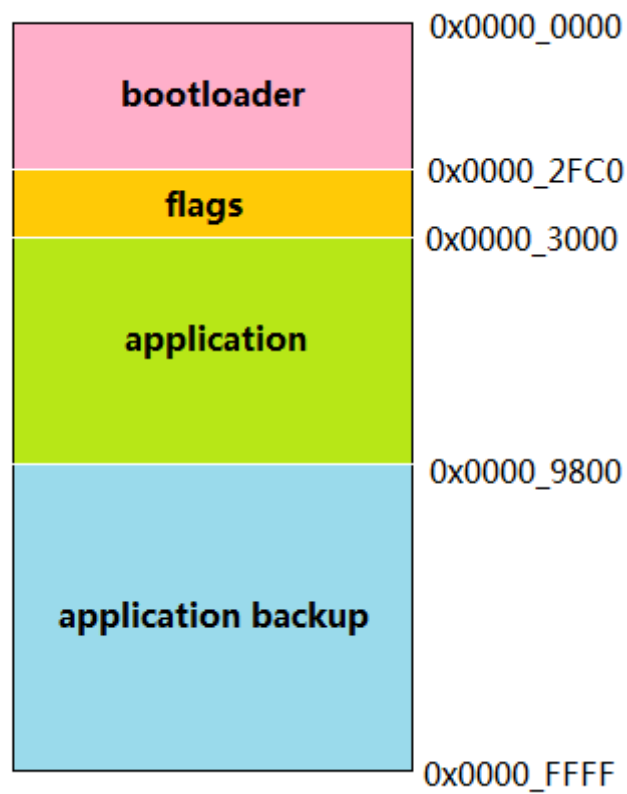 0x0000_0000
bootloader
0x0000_2FC0
flags
0x0000_3000
application
0x0000_9800
application backup
0x0000_FFFF